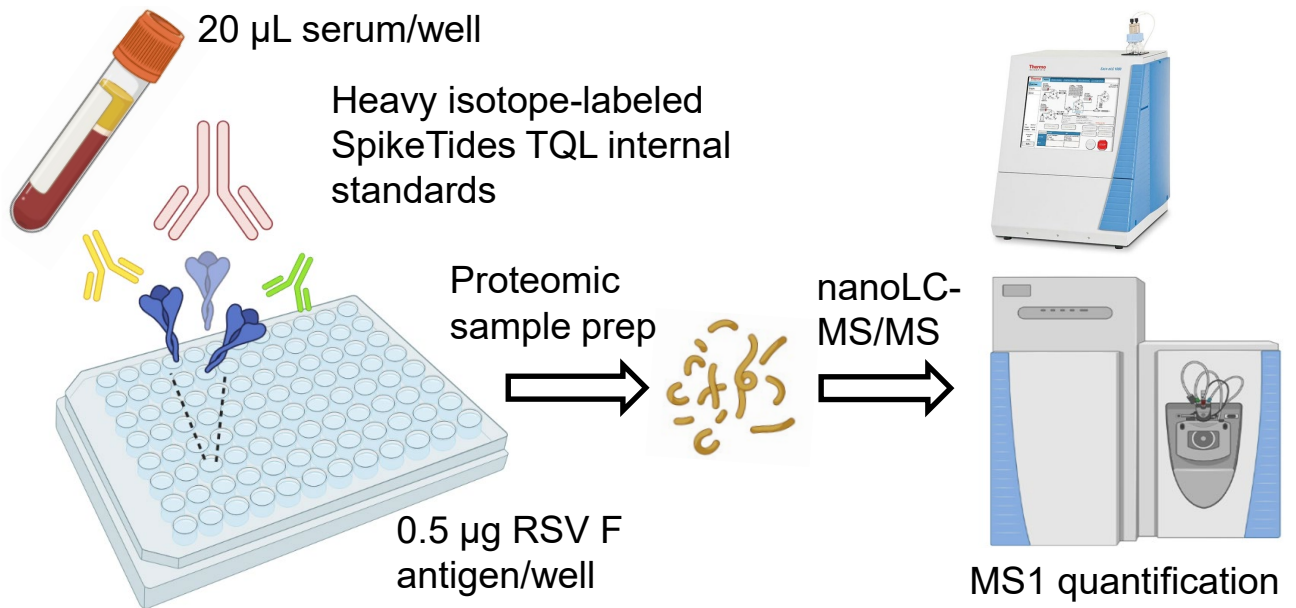 20 µL serum/well
Heavy isotope-labeled
SpikeTides TQL internal
standards
Proteomic
sample prep
nanoLC-
MS/MS
0.5 µg RSV F
antigen/well
MS1 quantification
Thermo